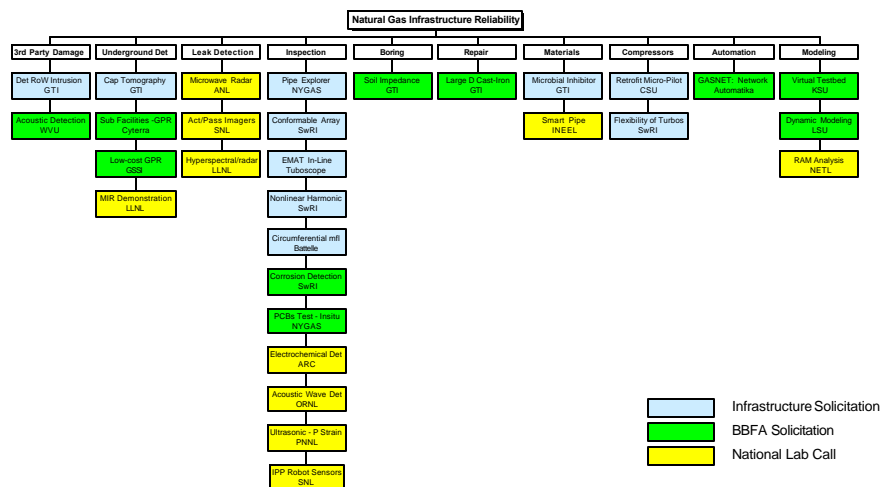 Natural Gas Infrastructure Reliability
3rd Party Damage
Det RoW Intrusion
GTI
Acoustic Detection
WVU
Underground Det
Cap Tomography
GTI
Sub Facilities -GPR
Cyterra
Low-cost GPR
GSSI
MIR Demonstration
LLNL
Leak Detection
Microwave Radar
ANL
Act/Pass Imagers
SNL
Hyperspectral/radar
LLNL
Inspection
Pipe Explorer
NYGAS
Conformable Array
SwRI
EMAT In-Line
Tuboscope
Nonlinear Harmonic
SwRI
Circumferential mfl
Battelle
Corrosion Detection
SwRI
PCBs Test - Insitu
NYGAS
Electrochemical Det
ARC
Acoustic Wave Det
ORNL
Ultrasonic - P Strain
PNNL
IPP Robot Sensors
SNL
Boring
Soil Impedance
GTI
Repair
Large D Cast-Iron
GTI
Materials
Microbial Inhibitor
GTI
Smart Pipe
INEEL
Compressors
Retrofit Micro-Pilot
CSU
Flexibility of Turbos
SwRI
Automation
GASNET: Network
Automatika
Modeling
Virtual Testbed
KSU
Dynamic Modeling
LSU
RAM Analysis
NETL
Infrastructure Solicitation
BBFA Solicitation
National Lab Call